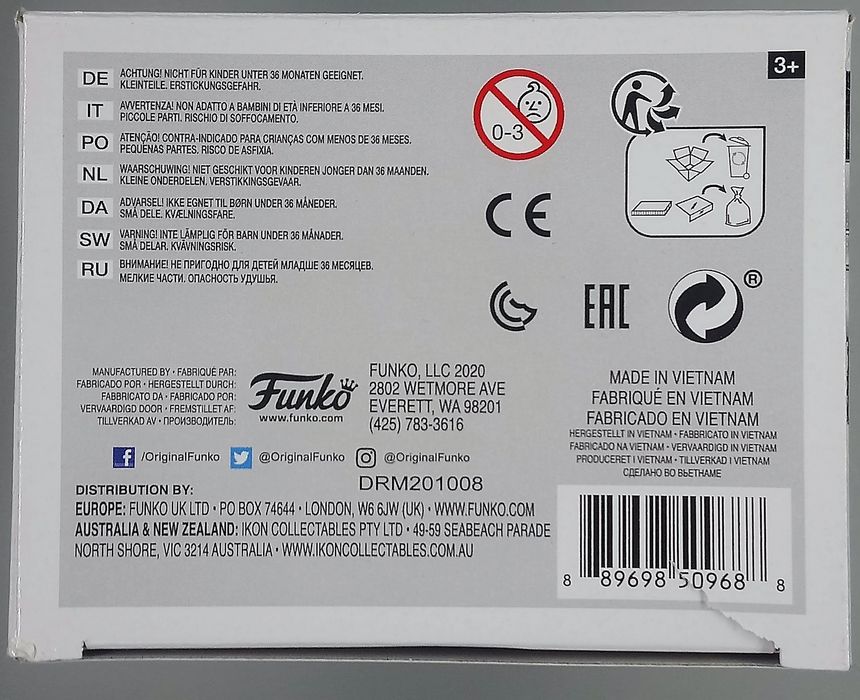 3+
DE ACHTUNG! NICHT FÜR KINDER UNTER 36 MONATEN GEEIGNET.
KLEINTEILE. ERSTICKUNGSGEFAHR.
IT AVVERTENZA! NON ADATTO A BAMBINI DI ETÀ INFERIORE A 36 MESI.
PICCOLE PARTI. RISCHIO DI SOFFOCAMENTO.
PO ATENÇÃO! CONTRA-INDICADO PARA CRIANÇAS COM MENOS DE 36 MESES.
PEQUENAS PARTES. RISCO DE ASFIXIA.
NL WAARSCHUWING! NIET GESCHIKT VOOR KINDEREN JONGER DAN 36 MAANDEN.
KLEINE ONDERDELEN. VERSTIKKINGSGEVAAR.
DA ADVARSEL! IKKE EGNET TIL BØRN UNDER 36 MÅNEDER.
SMÅ DELE. KVÆLNINGSFARE.
SW VARNING! INTE LÄMPLIG FÖR BARN UNDER 36 MÅNADER.
SMÅ DELAR. KVÄVNINGSRISK.
RU ВНИМАНИЕ! НЕ ПРИГОДНО ДЛЯ ДЕТЕЙ МЛАДШЕ 36 МЕСЯЦЕВ.
МЕЛКИЕ ЧАСТИ. ОПАСНОСТЬ УДУШЬЯ.
0-3
CE
EAC
®
MANUFACTURED BY • FABRIQUÉ PAR:
FABRICADO POR • HERGESTELLT DURCH:
FABBRICATO DA • FABRICADO POR:
VERVAARDIGD DOOR • FREMSTILLET AF:
TILLVERKAD AV • ПРОИЗВОДИТЕЛЬ:
Funko
www.funko.com
FUNKO, LLC 2020
2802 WETMORE AVE
EVERETT, WA 98201
(425) 783-3616
MADE IN VIETNAM
FABRIQUÉ EN VIETNAM
FABRICADO EN VIETNAM
HERGESTELLT IN VIETNAM • FABBRICATO IN VIETNAM
FABRICADO NA VIETNAM • VERVAARDIGD IN VIETNAM
PRODUCERET I VIETNAM • TILLVERKAD I VIETNAM
СДЕЛАНО ВО ВЬЕТНАМЕ
f /OriginalFunko @OriginalFunko @OriginalFunko
DRM201008
DISTRIBUTION BY:
EUROPE: FUNKO UK LTD • PO BOX 74644 • LONDON, W6 6JW (UK) • WWW.FUNKO.COM
AUSTRALIA & NEW ZEALAND: IKON COLLECTABLES PTY LTD • 49-59 SEABEACH PARADE
NORTH SHORE, VIC 3214 AUSTRALIA • WWW.IKONCOLLECTABLES.COM.AU
8 89698 50968 8